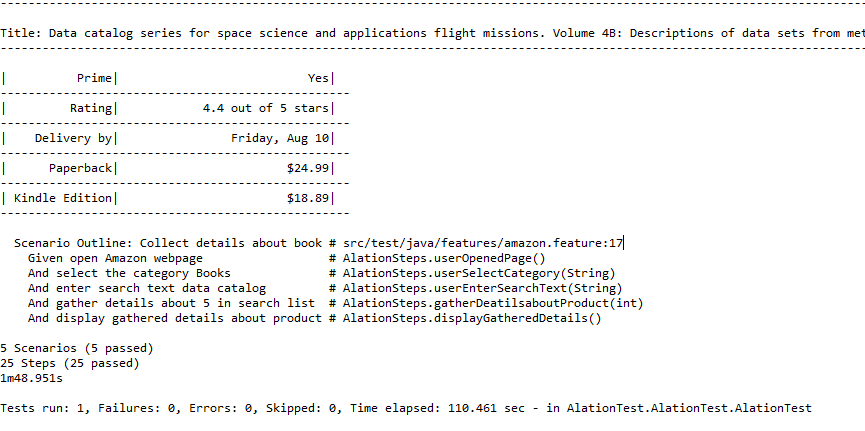 --------------------------------------------------------------------------------------------------------------------------
Title: Data catalog series for space science and applications flight missions. Volume 4B: Descriptions of data sets from met
--------------------------------------------------------------------------------------------------------------------------
|          Prime|                           Yes|
--------------------------------------------------
|         Rating|            4.4 out of 5 stars|
--------------------------------------------------
|    Delivery by|                Friday, Aug 10|
--------------------------------------------------
|      Paperback|                        $24.99|
--------------------------------------------------
| Kindle Edition|                        $18.89|
--------------------------------------------------
  Scenario Outline: Collect details about book # src/test/java/features/amazon.feature:17
    Given open Amazon webpage                  # AlationSteps.userOpenedPage()
    And select the category Books              # AlationSteps.userSelectCategory(String)
    And enter search text data catalog         # AlationSteps.userEnterSearchText(String)
    And gather details about 5 in search list  # AlationSteps.gatherDeatilsaboutProduct(int)
    And display gathered details about product # AlationSteps.displayGatheredDetails()
5 Scenarios (5 passed)
25 Steps (25 passed)
1m48.951s
Tests run: 1, Failures: 0, Errors: 0, Skipped: 0, Time elapsed: 110.461 sec - in AlationTest.AlationTest.AlationTest